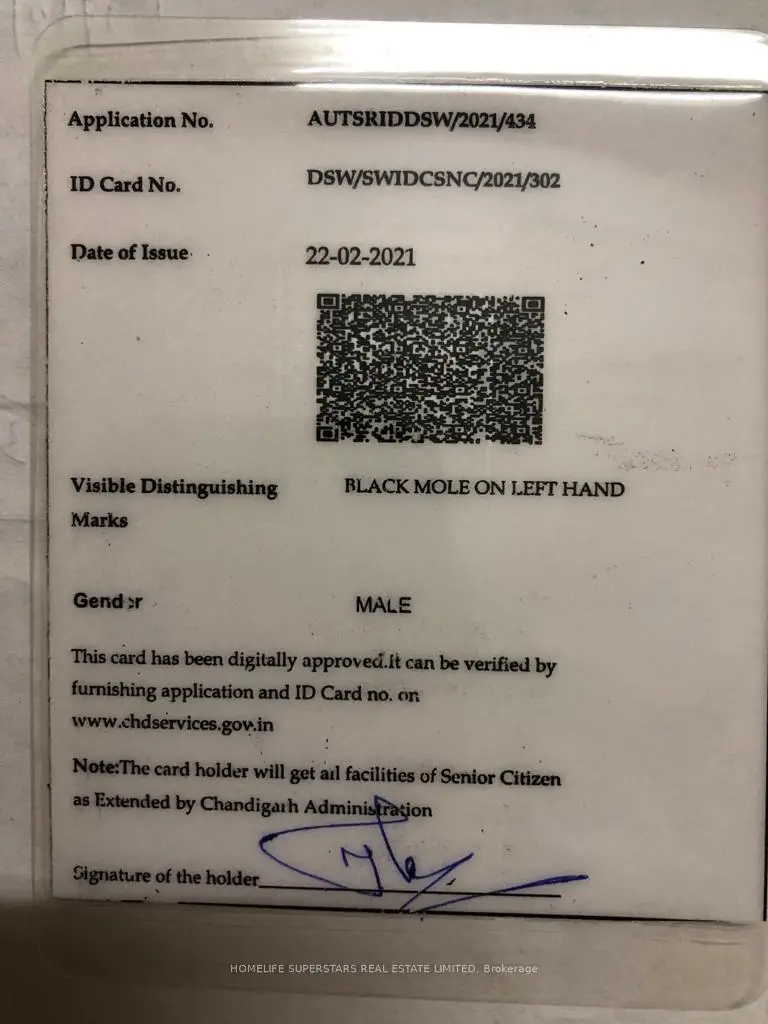 Application No. AUTSRIDDSW/2021/434
ID Card No. DSW/SWIDCSNC/2021/302
Date of Issue 22-02-2021
Visible Distinguishing BLACK MOLE ON LEFT HAND
Marks
Gender MALE
This card has been digitally approved.It can be verified by
furnishing application and ID Card no. on
www.chdservices.gov.in
Note:The card holder will get all facilities of Senior Citizen
as Extended by Chandigarh Administration
Signature of the holder
HOMELIFE SUPERSTARS REAL ESTATE LIMITED, Brokerage